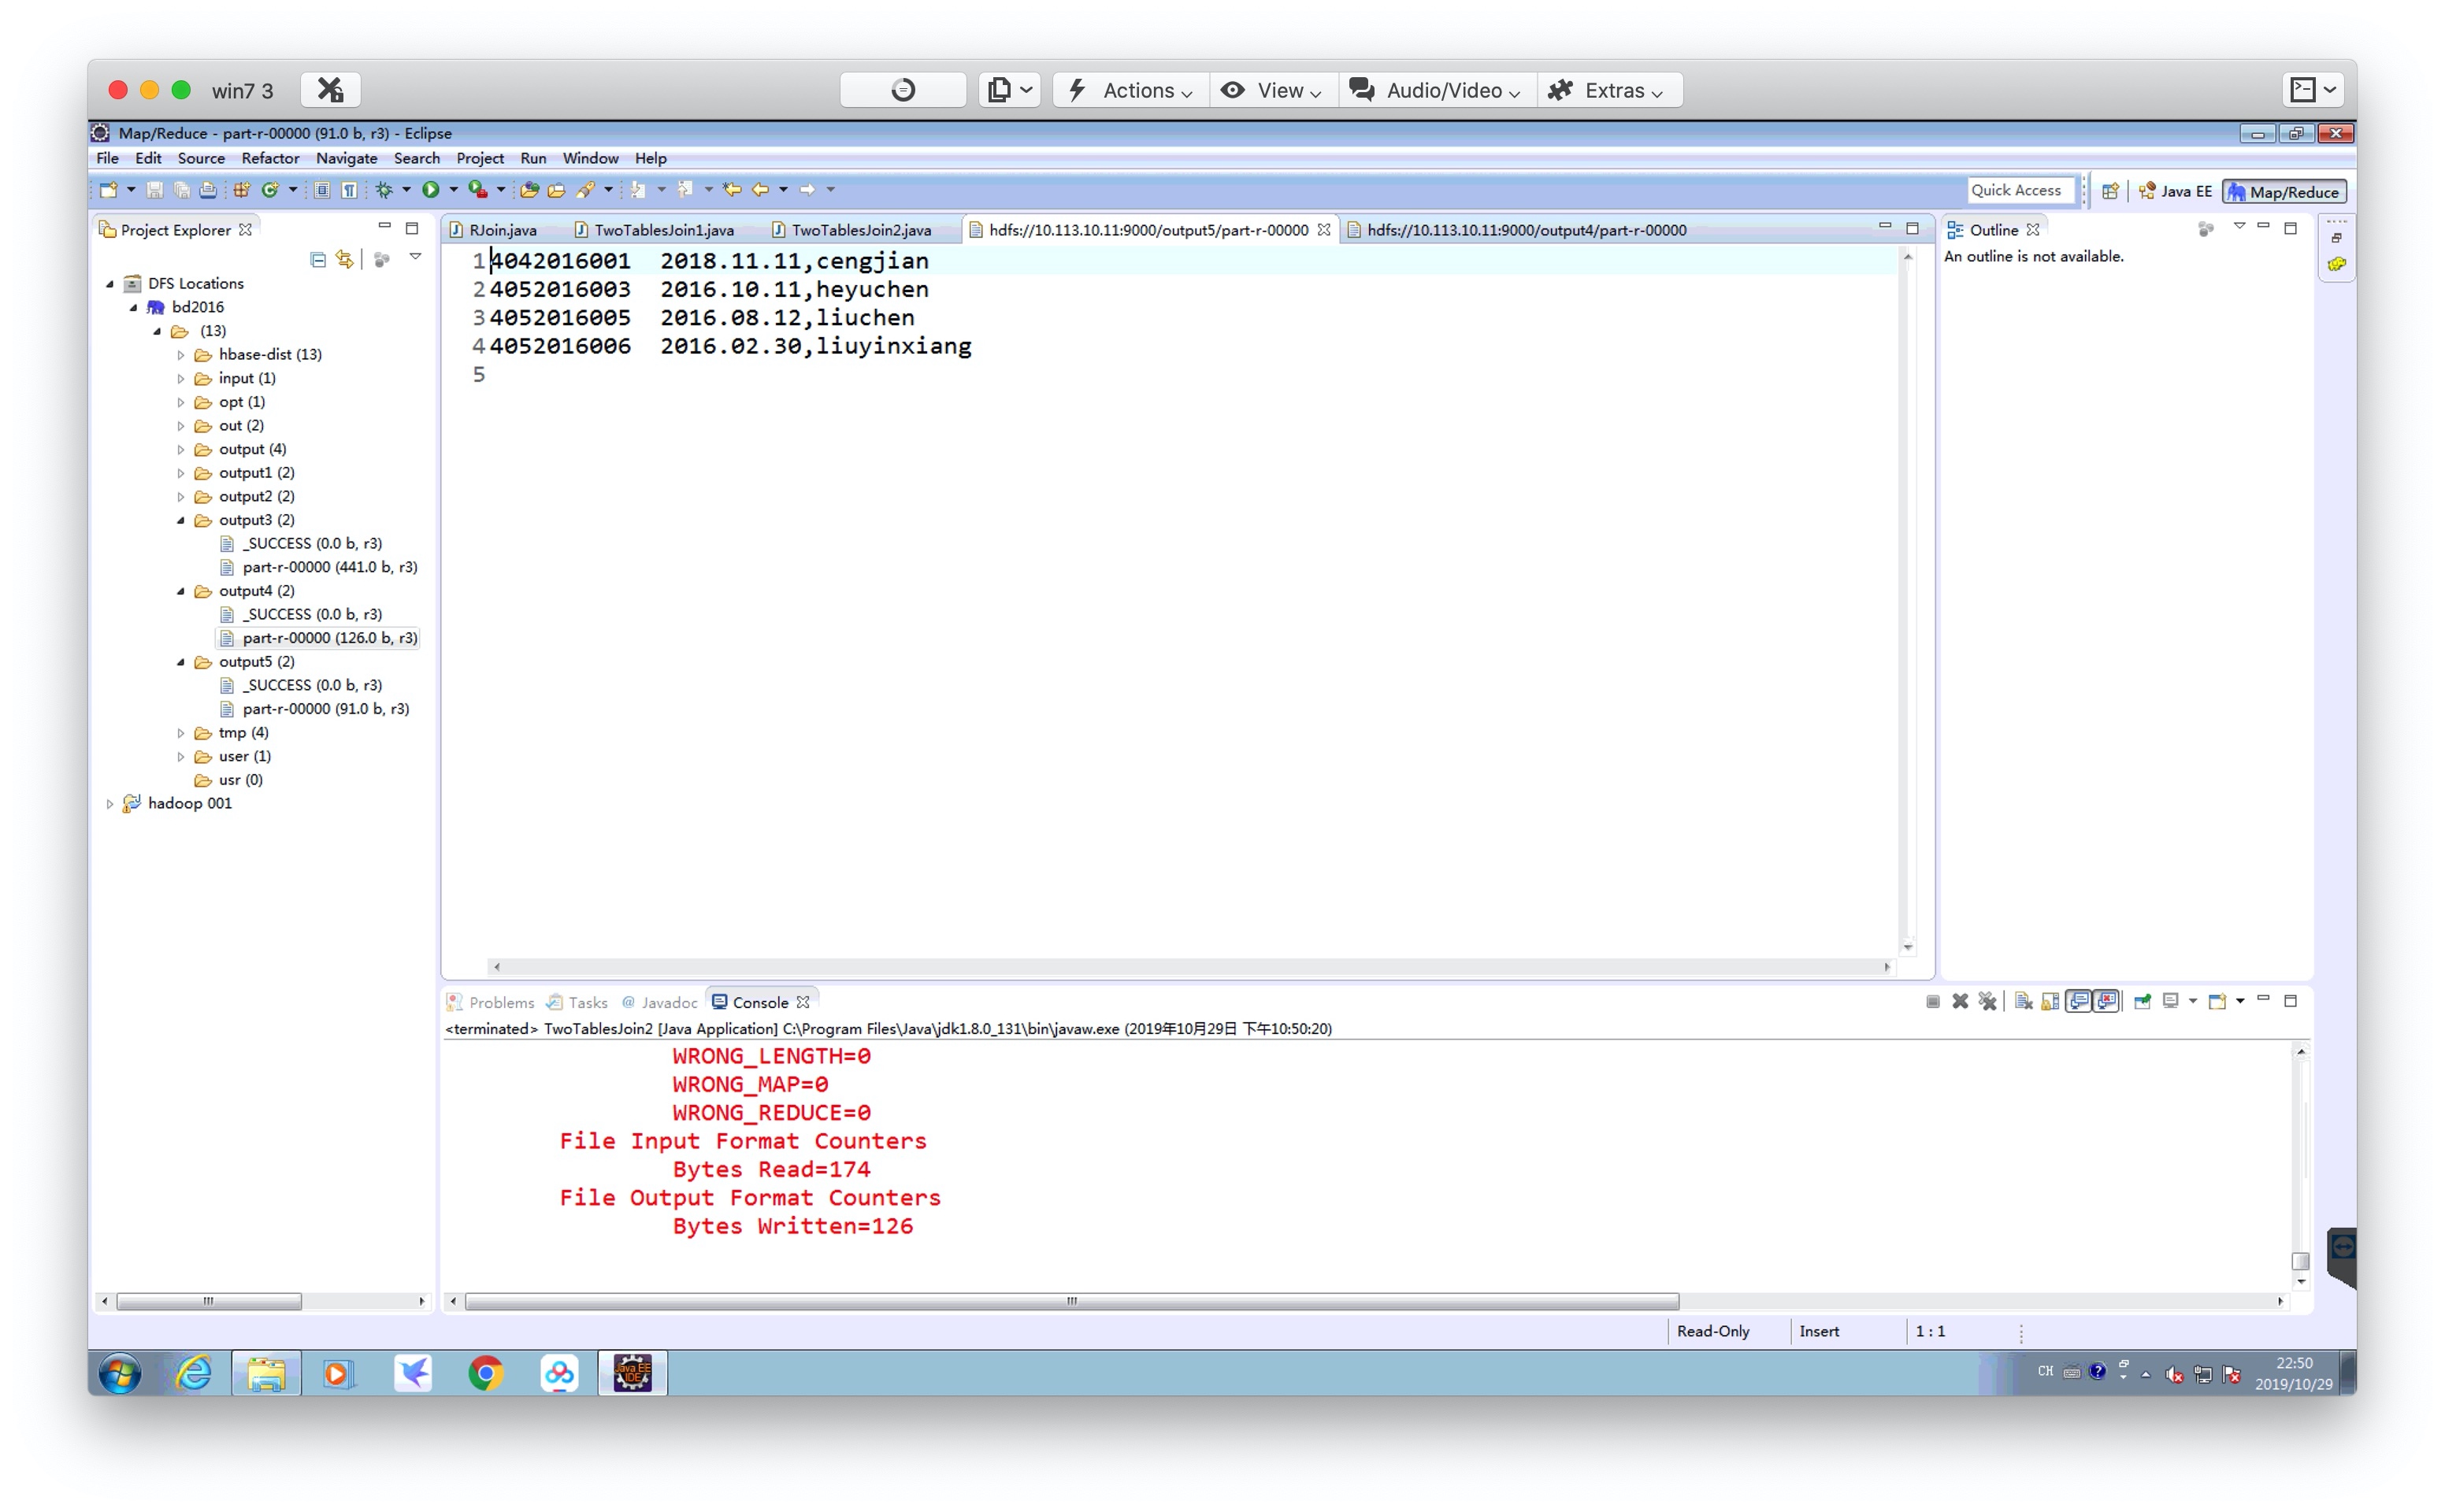 win7 3
Actions View Audio/Video Extras
Map/Reduce - part-r-00000 (91.0 b, r3) - Eclipse
File Edit Source Refactor Navigate Search Project Run Window Help
Quick Access Java EE Map/Reduce
Project Explorer
DFS Locations
bd2016
(13)
hbase-dist (13)
input (1)
opt (1)
out (2)
output (4)
output1 (2)
output2 (2)
output3 (2)
_SUCCESS (0.0 b, r3)
part-r-00000 (441.0 b, r3)
output4 (2)
_SUCCESS (0.0 b, r3)
part-r-00000 (126.0 b, r3)
output5 (2)
_SUCCESS (0.0 b, r3)
part-r-00000 (91.0 b, r3)
tmp (4)
user (1)
usr (0)
hadoop 001
RJoin.java TwoTablesJoin1.java TwoTablesJoin2.java hdfs://10.113.10.11:9000/output5/part-r-00000 hdfs://10.113.10.11:9000/output4/part-r-00000
1 4042016001 2018.11.11,cengjian
2 4052016003 2016.10.11,heyuchen
3 4052016005 2016.08.12,liuchen
4 4052016006 2016.02.30,liuyinxiang
5
Outline
An outline is not available.
Problems @ Tasks Javadoc Console
<terminated> TwoTablesJoin2 [Java Application] C:\Program Files\Java\jdk1.8.0_131\bin\javaw.exe (2019年10月29日 下午10:50:20)
WRONG_LENGTH=0
WRONG_MAP=0
WRONG_REDUCE=0
File Input Format Counters
Bytes Read=174
File Output Format Counters
Bytes Written=126
Read-Only Insert 1 : 1
Java EE
IDE
CH
22:50
2019/10/29